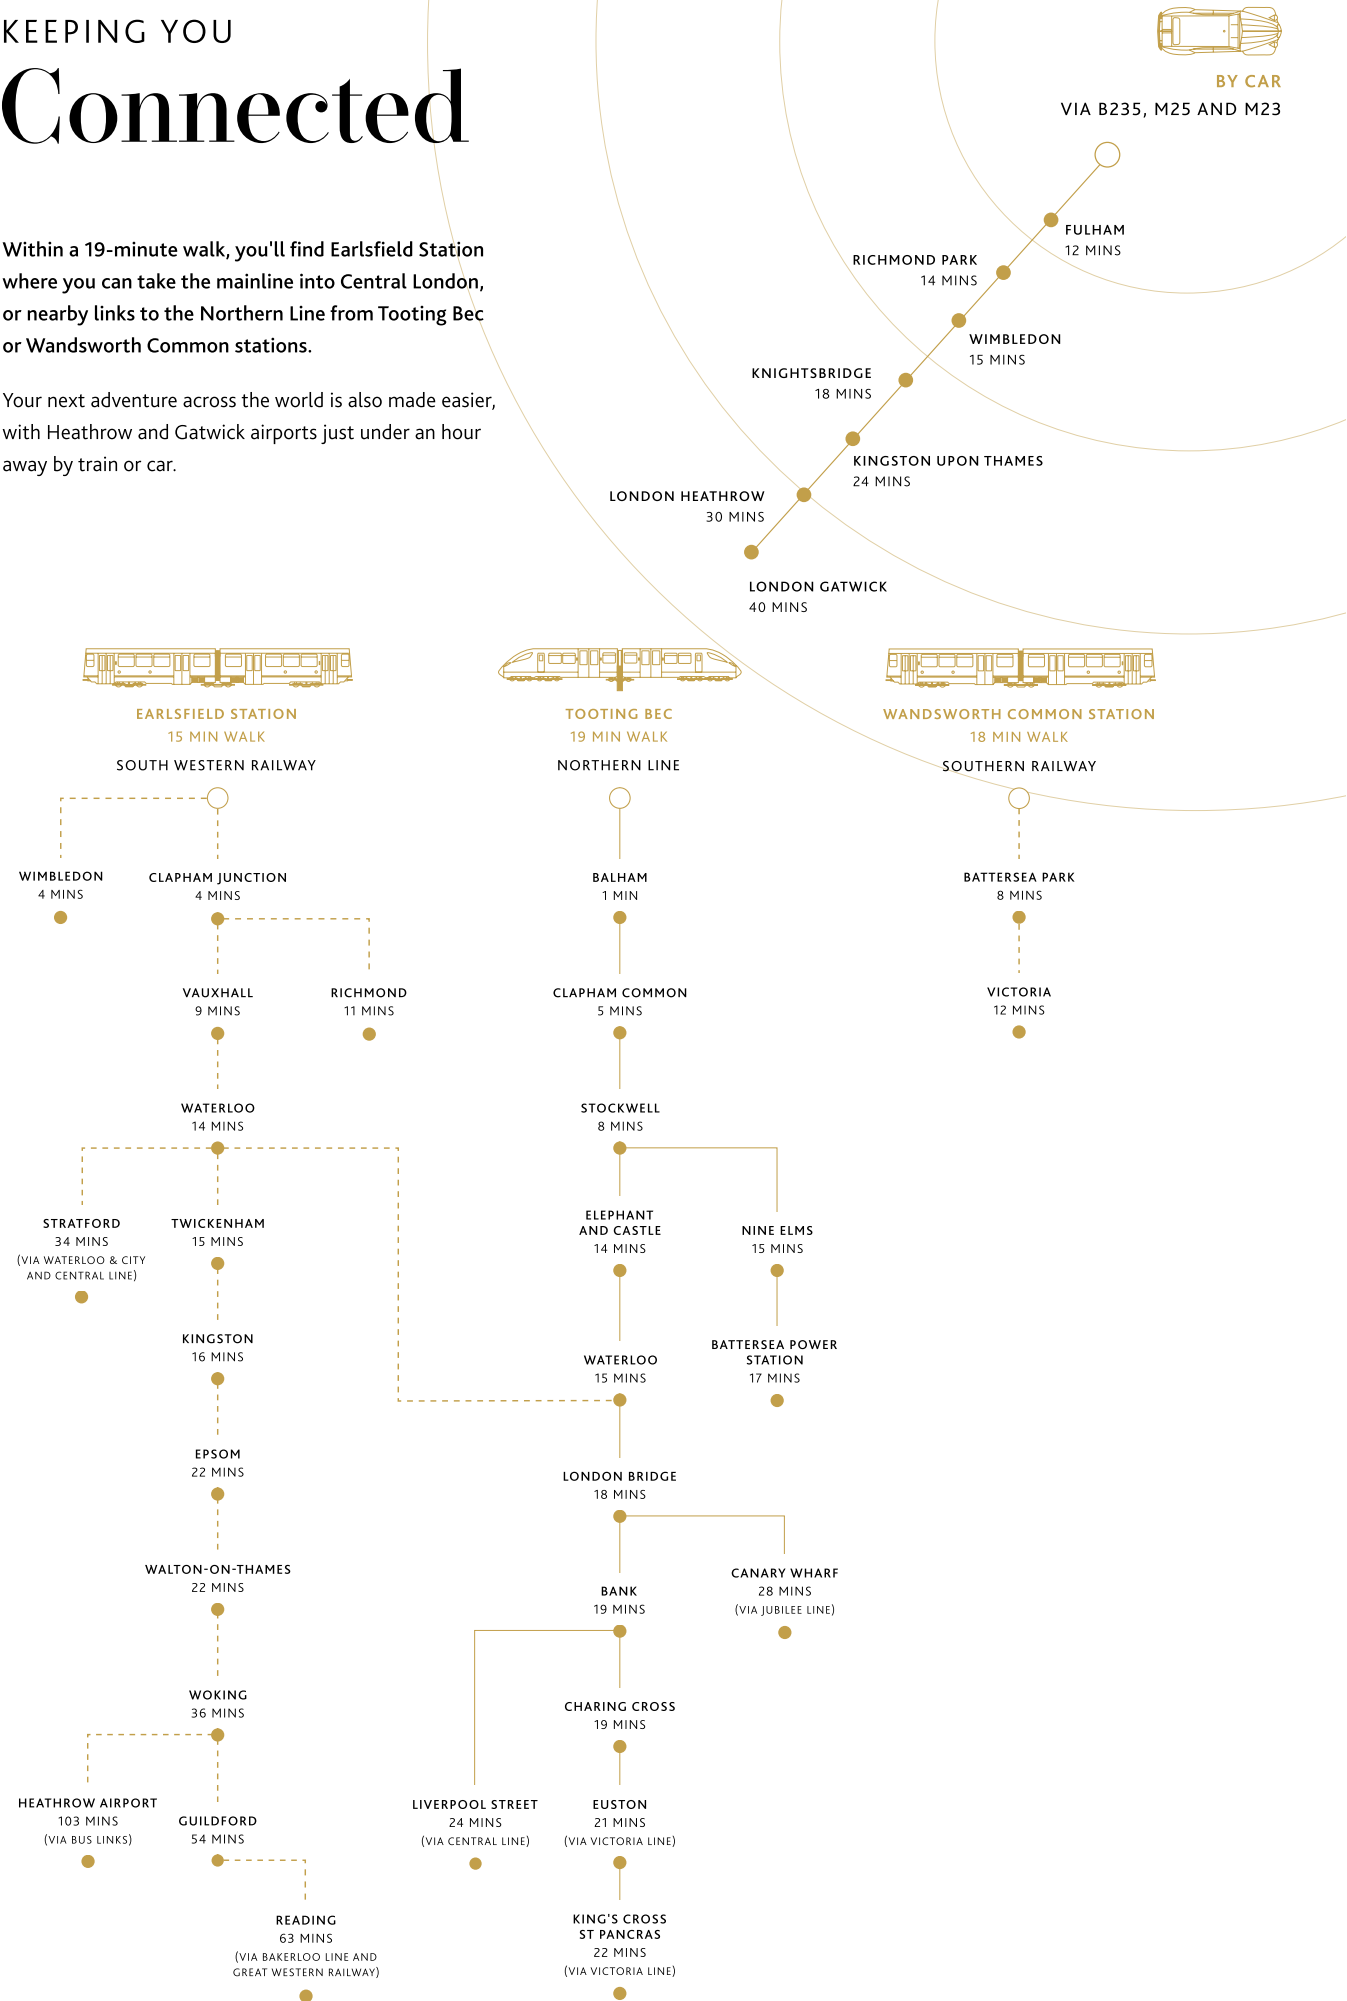 KEEPING YOU
Connected
BY CAR
VIA B235, M25 AND M23
Within a 19-minute walk, you'll find Earlsfield Station
where you can take the mainline into Central London,
or nearby links to the Northern Line from Tooting Bec
or Wandsworth Common stations.
Your next adventure across the world is also made easier,
with Heathrow and Gatwick airports just under an hour
away by train or car.
FULHAM
12 MINS
RICHMOND PARK
14 MINS
WIMBLEDON
15 MINS
KNIGHTSBRIDGE
18 MINS
KINGSTON UPON THAMES
24 MINS
LONDON HEATHROW
30 MINS
LONDON GATWICK
40 MINS
EARLSFIELD STATION
15 MIN WALK
SOUTH WESTERN RAILWAY
WIMBLEDON
4 MINS
CLAPHAM JUNCTION
4 MINS
VAUXHALL
9 MINS
RICHMOND
11 MINS
WATERLOO
14 MINS
STRATFORD
34 MINS
(VIA WATERLOO & CITY
AND CENTRAL LINE)
TWICKENHAM
15 MINS
KINGSTON
16 MINS
EPSOM
22 MINS
WALTON-ON-THAMES
22 MINS
WOKING
36 MINS
HEATHROW AIRPORT
103 MINS
(VIA BUS LINKS)
GUILDFORD
54 MINS
READING
63 MINS
(VIA BAKERLOO LINE AND
GREAT WESTERN RAILWAY)
TOOTING BEC
19 MIN WALK
NORTHERN LINE
BALHAM
1 MIN
CLAPHAM COMMON
5 MINS
STOCKWELL
8 MINS
ELEPHANT
AND CASTLE
14 MINS
NINE ELMS
15 MINS
WATERLOO
15 MINS
BATTERSEA POWER
STATION
17 MINS
LONDON BRIDGE
18 MINS
BANK
19 MINS
CANARY WHARF
28 MINS
(VIA JUBILEE LINE)
CHARING CROSS
19 MINS
LIVERPOOL STREET
24 MINS
(VIA CENTRAL LINE)
EUSTON
21 MINS
(VIA VICTORIA LINE)
KING'S CROSS
ST PANCRAS
22 MINS
(VIA VICTORIA LINE)
WANDSWORTH COMMON STATION
18 MIN WALK
SOUTHERN RAILWAY
BATTERSEA PARK
8 MINS
VICTORIA
12 MINS